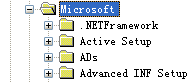 Microsoft
.NETFramework
Active Setup
ADs
Advanced INF Setup